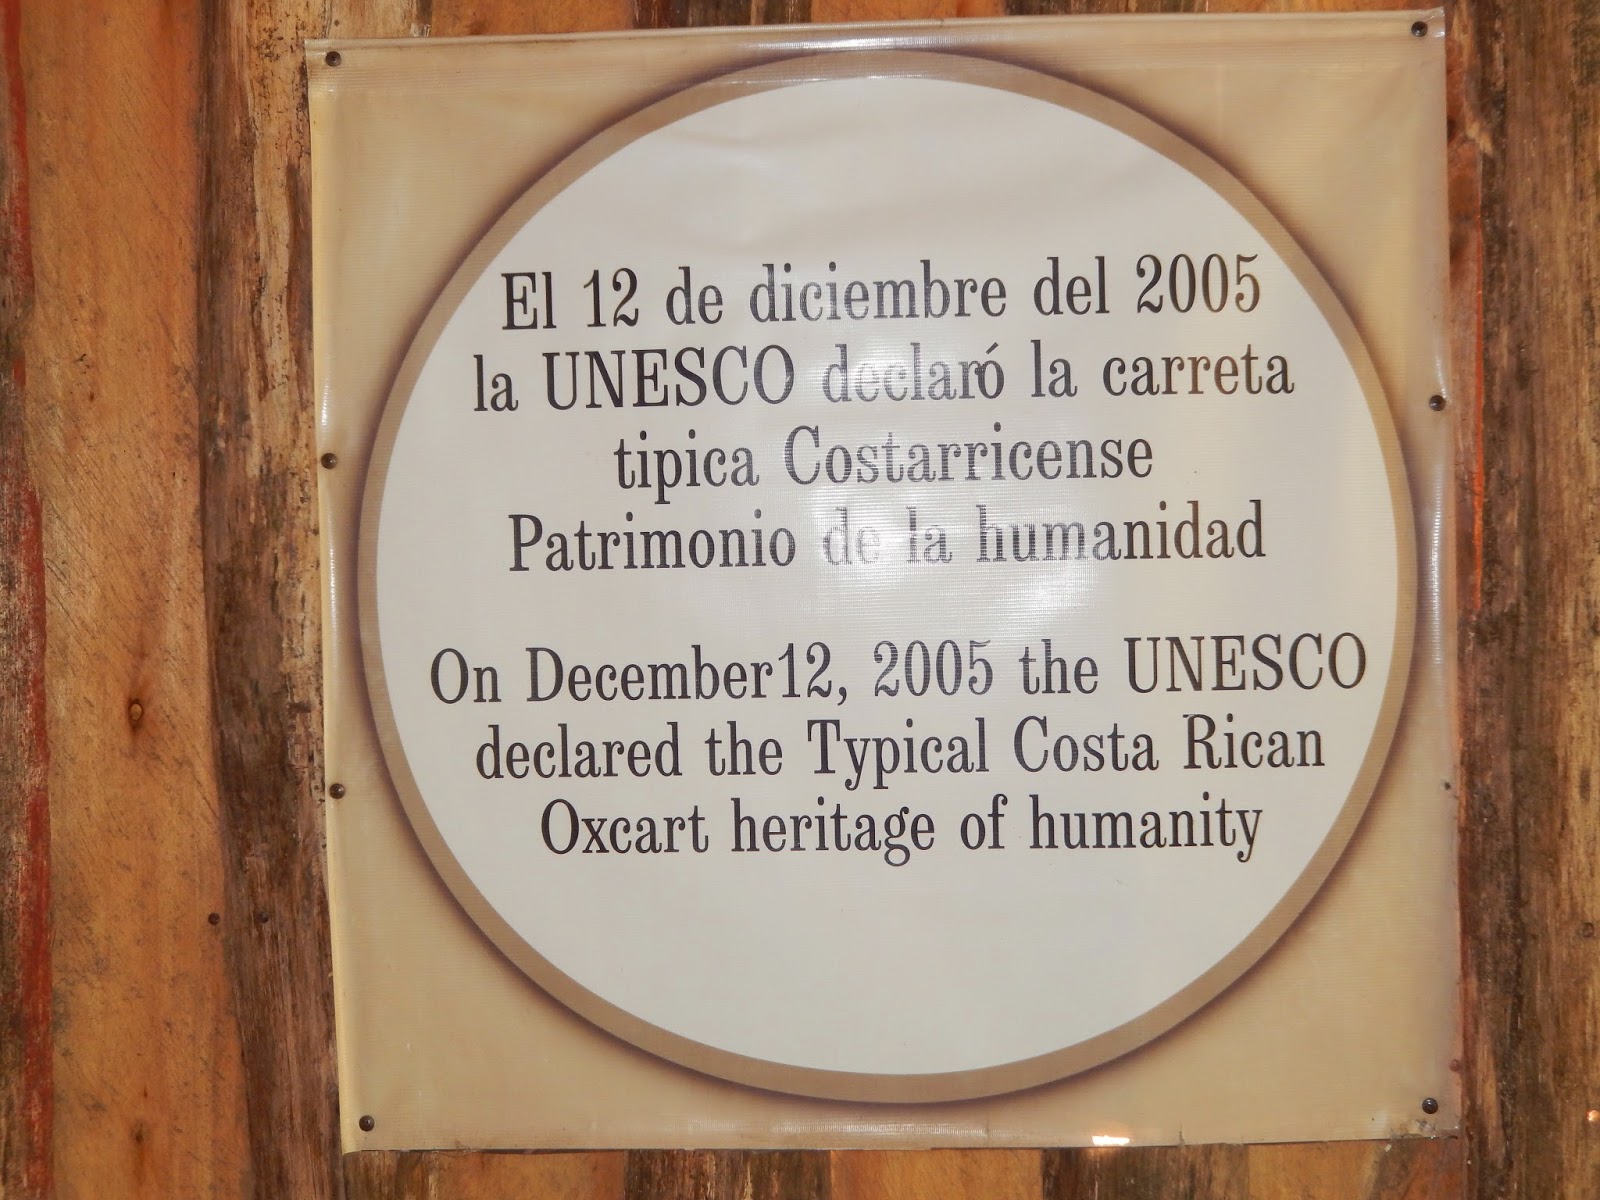 El 12 de diciembre del 2005
la UNESCO declaró la carreta
tipica Costarricense
Patrimonio de la humanidad
On December12, 2005 the UNESCO
declared the Typical Costa Rican
Oxcart heritage of humanity